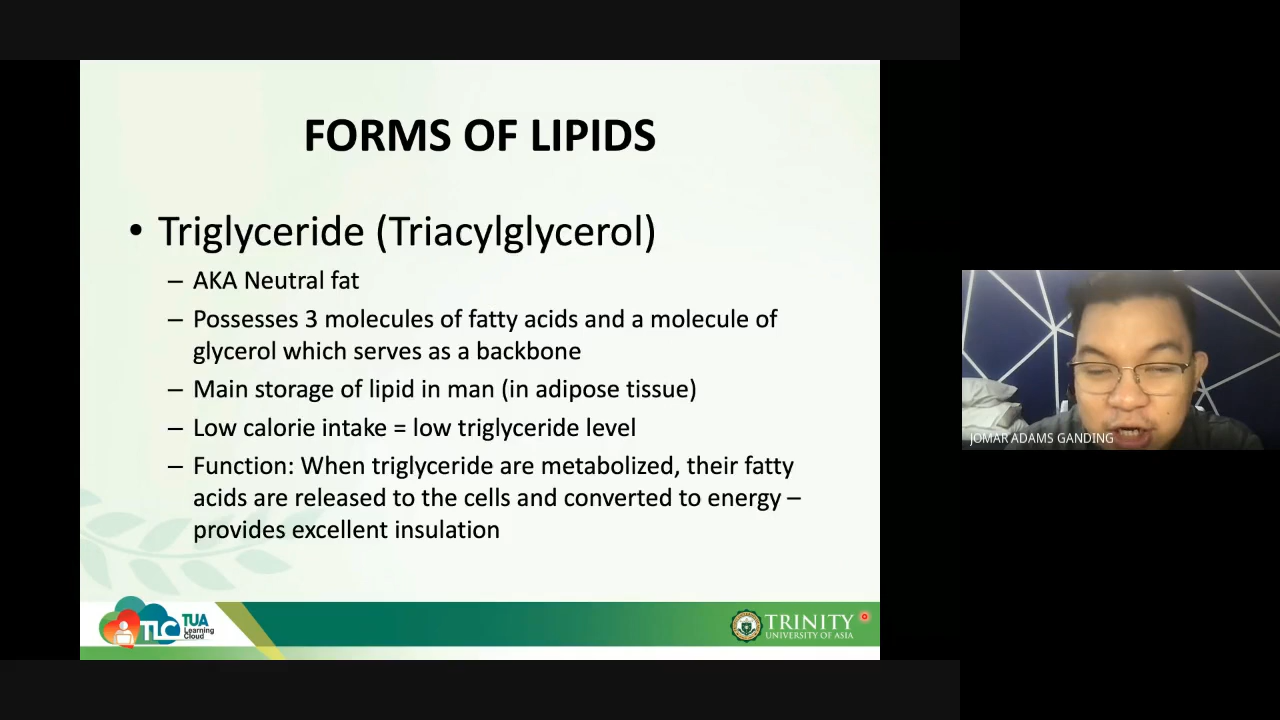 FORMS OF LIPIDS
• Triglyceride (Triacylglycerol)
– AKA Neutral fat
– Possesses 3 molecules of fatty acids and a molecule of
glycerol which serves as a backbone
– Main storage of lipid in man (in adipose tissue)
– Low calorie intake = low triglyceride level
– Function: When triglyceride are metabolized, their fatty
acids are released to the cells and converted to energy –
provides excellent insulation
JOMAR ADAMS GANDING
TLC
TUA
Learning
Cloud
TRINITY
UNIVERSITY OF ASIA